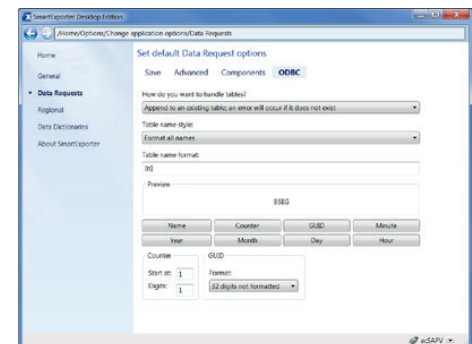 SmartExporter Desktop Edition
/Home/Options/Change application options/Data Requests
Home
General
Data Requests
Regional
Data Dictionaries
About SmartExporter
Set default Data Request options
Save Advanced Components ODBC
How do you want to handle tables?
Append to an existing table; an error will occur if it does not exist
Table name style:
Format all names
Table name format:
[n]
Preview
BSEG
Name Counter GUID Minute
Year Month Day Hour
Counter GUID
Start at: 1 Format:
Digits: 1 32 digits not formatted